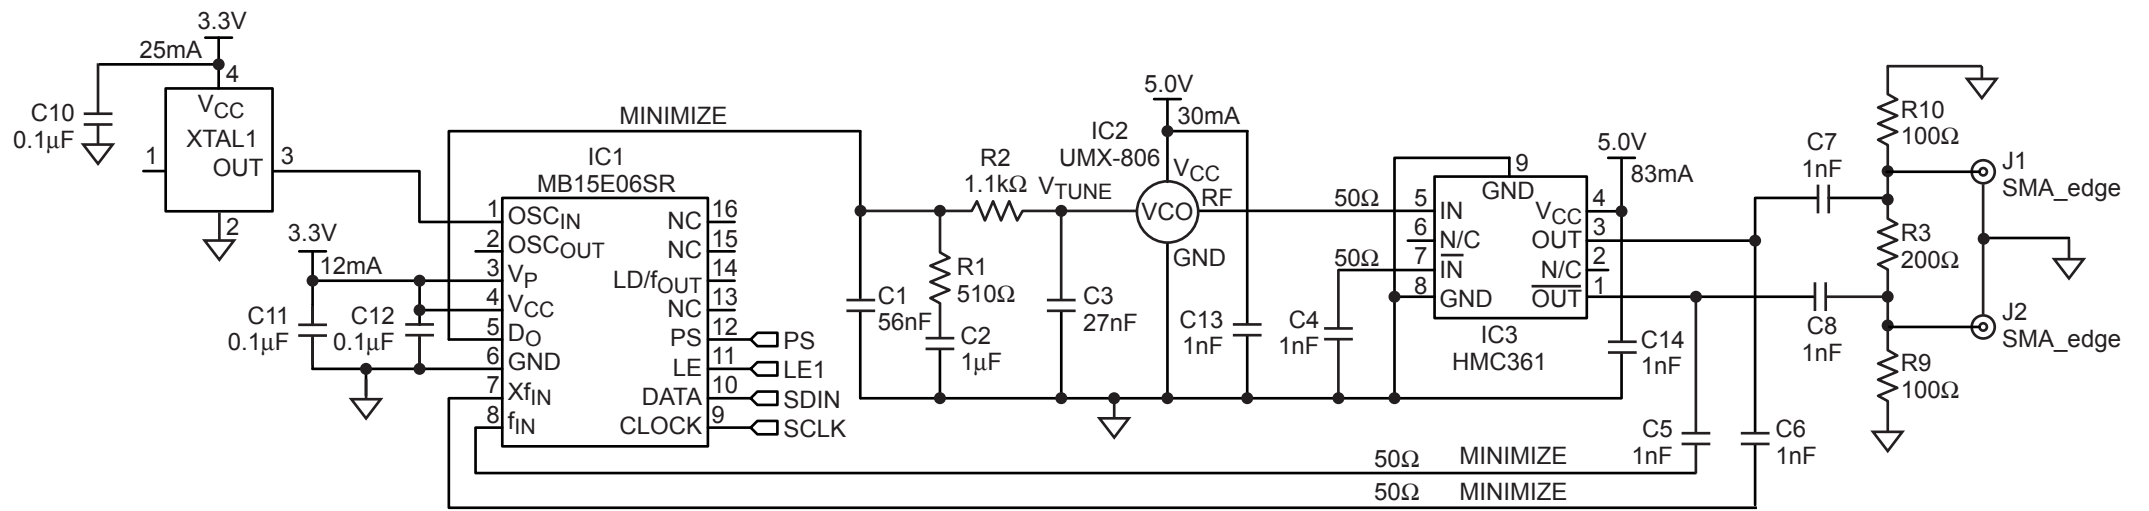 3.3V
25mA
4
C10
0.1µF
VCC
XTAL1
OUT
1
3
2
3.3V
12mA
C11
0.1µF
C12
0.1µF
MINIMIZE
IC1
MB15E06SR
1 OSCIN
2 OSCOUT
3 VP
4 VCC
5 DO
6 GND
7 XfIN
8 fIN
NC 16
NC 15
LD/fOUT 14
NC 13
PS 12 PS
LE 11 LE1
DATA 10 SDIN
CLOCK 9 SCLK
R2
1.1kΩ
VTUNE
R1
510Ω
C1
56nF
C2
1µF
C3
27nF
5.0V
30mA
IC2
UMX-806
VCC
VCO
RF
GND
C13
1nF
C4
1nF
50Ω
50Ω
9
GND
5 IN
6 N/C
7 IN
8 GND
VCC 4
OUT 3
N/C 2
OUT 1
IC3
HMC361
5.0V
83mA
C14
1nF
C5
1nF
C6
1nF
50Ω MINIMIZE
50Ω MINIMIZE
C7
1nF
C8
1nF
R10
100Ω
R3
200Ω
R9
100Ω
J1
SMA_edge
J2
SMA_edge